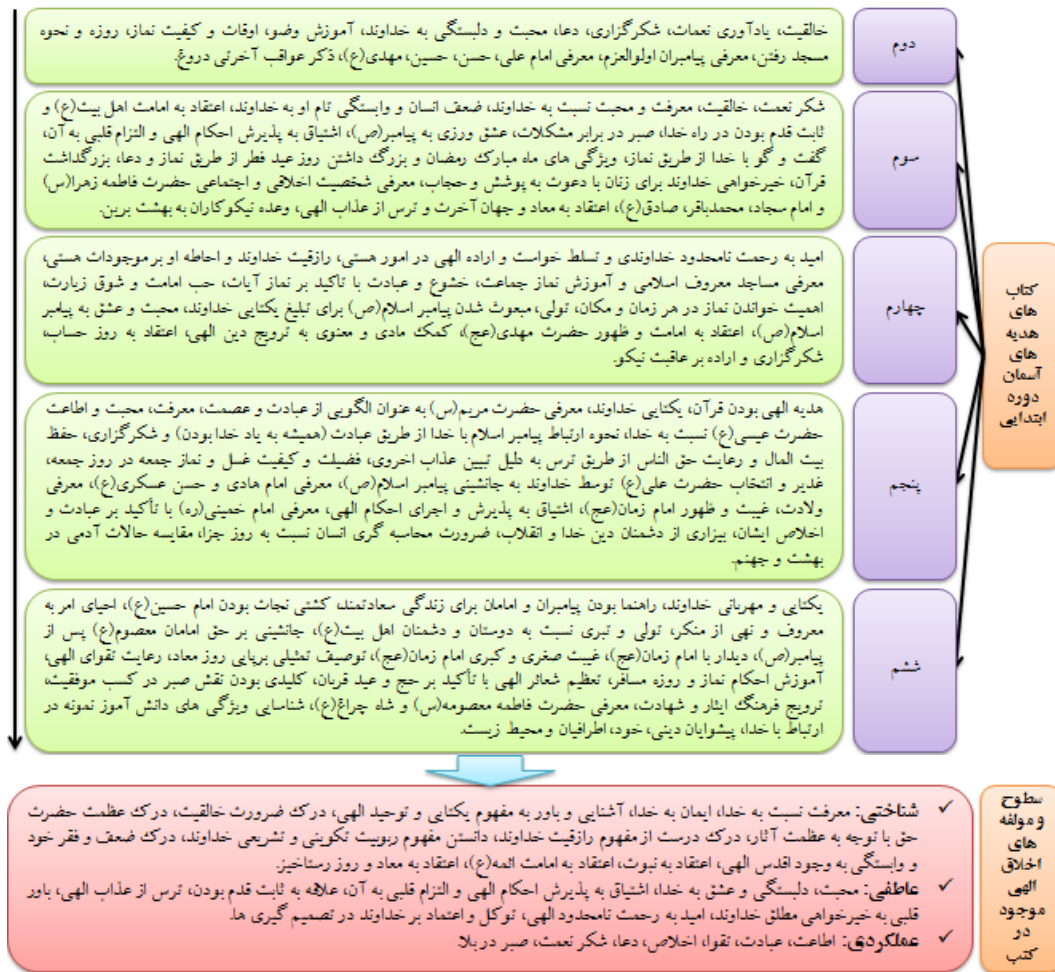 کتاب
های
هدیه
های
آسمان
دوره
ابتدایی
دوم
خالقیت، یادآوری نعمات، شکرگزاری، دعا، محبت و دلبستگی به خداوند، آموزش وضو، اوقات و کیفیت نماز، روزه و نحوه
مسجد رفتن، معرفی پیامبران اولوالعزم، معرفی امام علی، حسن، حسین، مهدی(ع)، ذکر عواقب آخرتی دروغ.
سوم
شکر نعمت، خالقیت، معرفت و محبت نسبت به خداوند، ضعف انسان و وابستگی تام او به خداوند، اعتقاد به امامت اهل بیت(ع) و
ثابت قدم بودن در راه خدا، صبر در برابر مشکلات، عشق ورزی به پیامبر(ص)، اشتیاق به پذیرش احکام الهی و التزام قلبی به آن،
گفت و گو با خدا از طریق نماز، ویژگی های ماه مبارک رمضان و بزرگ داشتن روز عید فطر از طریق نماز و دعا، بزرگداشت
قرآن، خیرخواهی خداوند برای زنان با دعوت به پوشش و حجاب، معرفی شخصیت اخلاقی و اجتماعی حضرت فاطمه زهرا(س)
و امام سجاد، محمدباقر، صادق(ع)، اعتقاد به معاد و جهان آخرت و ترس از عذاب الهی، وعده نیکوکاران به بهشت برین.
چهارم
امید به رحمت نامحدود خداوندی و تسلط خواست و اراده الهی در امور هستی، رازقیت خداوند و احاطه او بر موجودات هستی،
معرفی مساجد معروف اسلامی و آموزش نماز جماعت، خشوع و عبادت با تاکید بر نماز آیات، حب امامت و شوق زیارت،
اهمیت خواندن نماز در هر زمان و مکان، تولی، مبعوث شدن پیامبر اسلام(ص) برای تبلیغ یکتایی خداوند، محبت و عشق به پیامبر
اسلام(ص)، اعتقاد به امامت و ظهور حضرت مهدی(عج)، کمک مادی و معنوی به ترویج دین الهی، اعتقاد به روز حساب،
شکرگزاری و اراده بر عاقبت نیکو.
پنجم
هدیه الهی بودن قرآن، یکتایی خداوند، معرفی حضرت مریم(س) به عنوان الگویی از عبادت و عصمت، معرفت، محبت و اطاعت
حضرت عیسی(ع) نسبت به خدا، نحوه ارتباط پیامبر اسلام با خدا از طریق عبادت (همیشه به یاد خدا بودن) و شکرگزاری، حفظ
بیت المال و رعایت حق الناس از طریق ترس به دلیل تبیین عذاب اخروی، فضیلت و کیفیت غسل و نماز جمعه در روز جمعه،
غدیر و انتخاب حضرت علی(ع) توسط خداوند به جانشینی پیامبر اسلام(ص)، معرفی امام هادی و حسن عسکری(ع)، معرفی
ولادت، غیبت و ظهور امام زمان(عج)، اشتیاق به پذیرش و اجرای احکام الهی، معرفی امام خمینی(ره) با تأکید بر عبادت و
اخلاص ایشان، بیزاری از دشمنان دین خدا و انقلاب، ضرورت محاسبه گری انسان نسبت به روز جزا، مقایسه حالات آدمی در
بهشت و جهنم.
ششم
یکتایی و مهربانی خداوند، راهنما بودن پیامبران و امامان برای زندگی سعادتمند، کشتی نجات بودن امام حسین(ع)، احیای امر به
معروف و نهی از منکر، تولی و تبری نسبت به دوستان و دشمنان اهل بیت(ع)، جانشینی بر حق امامان معصوم(ع) پس از
پیامبر(ص)، دیدار با امام زمان(عج)، غیبت صغری و کبری امام زمان(عج)، توصیف تمثیلی برپایی روز معاد، رعایت تقوای الهی،
آموزش احکام نماز و روزه مسافر، تعظیم شعائر الهی با تأکید بر حج و عید قربان، کلیدی بودن نقش صبر در کسب موفقیت،
ترویج فرهنگ ایثار و شهادت، معرفی حضرت فاطمه معصومه(س) و شاه چراغ(ع)، شناسایی ویژگی های دانش آموز نمونه در
ارتباط با خدا، پیشوایان دینی، خود، اطرافیان و محیط زیست.
سطوح
و مولفه
های
اخلاق
الهی
موجود
در
کتب
✓ شناختی: معرفت نسبت به خدا، ایمان به خدا، آشنایی و باور به مفهوم یکتایی و توحید الهی، درک ضرورت خالقیت، درک عظمت حضرت
حق با توجه به عظمت آثار، درک درست از مفهوم رازقیت خداوند، دانستن مفهوم ربوبیت تکوینی و تشریعی خداوند، درک ضعف و فقر خود
و وابستگی به وجود اقدس الهی، اعتقاد به نبوت، اعتقاد به امامت ائمه(ع)، اعتقاد به معاد و روز رستاخیز.
✓ عاطفی: محبت، دلبستگی و عشق به خدا، اشتیاق به پذیرش احکام الهی و التزام قلبی به آن، علاقه به ثابت قدم بودن، ترس از عذاب الهی، باور
قلبی به خیرخواهی مطلق خداوند، امید به رحمت نامحدود الهی، توکل و اعتماد بر خداوند در تصمیم گیری ها.
✓ عملکردی: اطاعت، عبادت، تقوا، اخلاص، دعا، شکر نعمت، صبر در بلا.